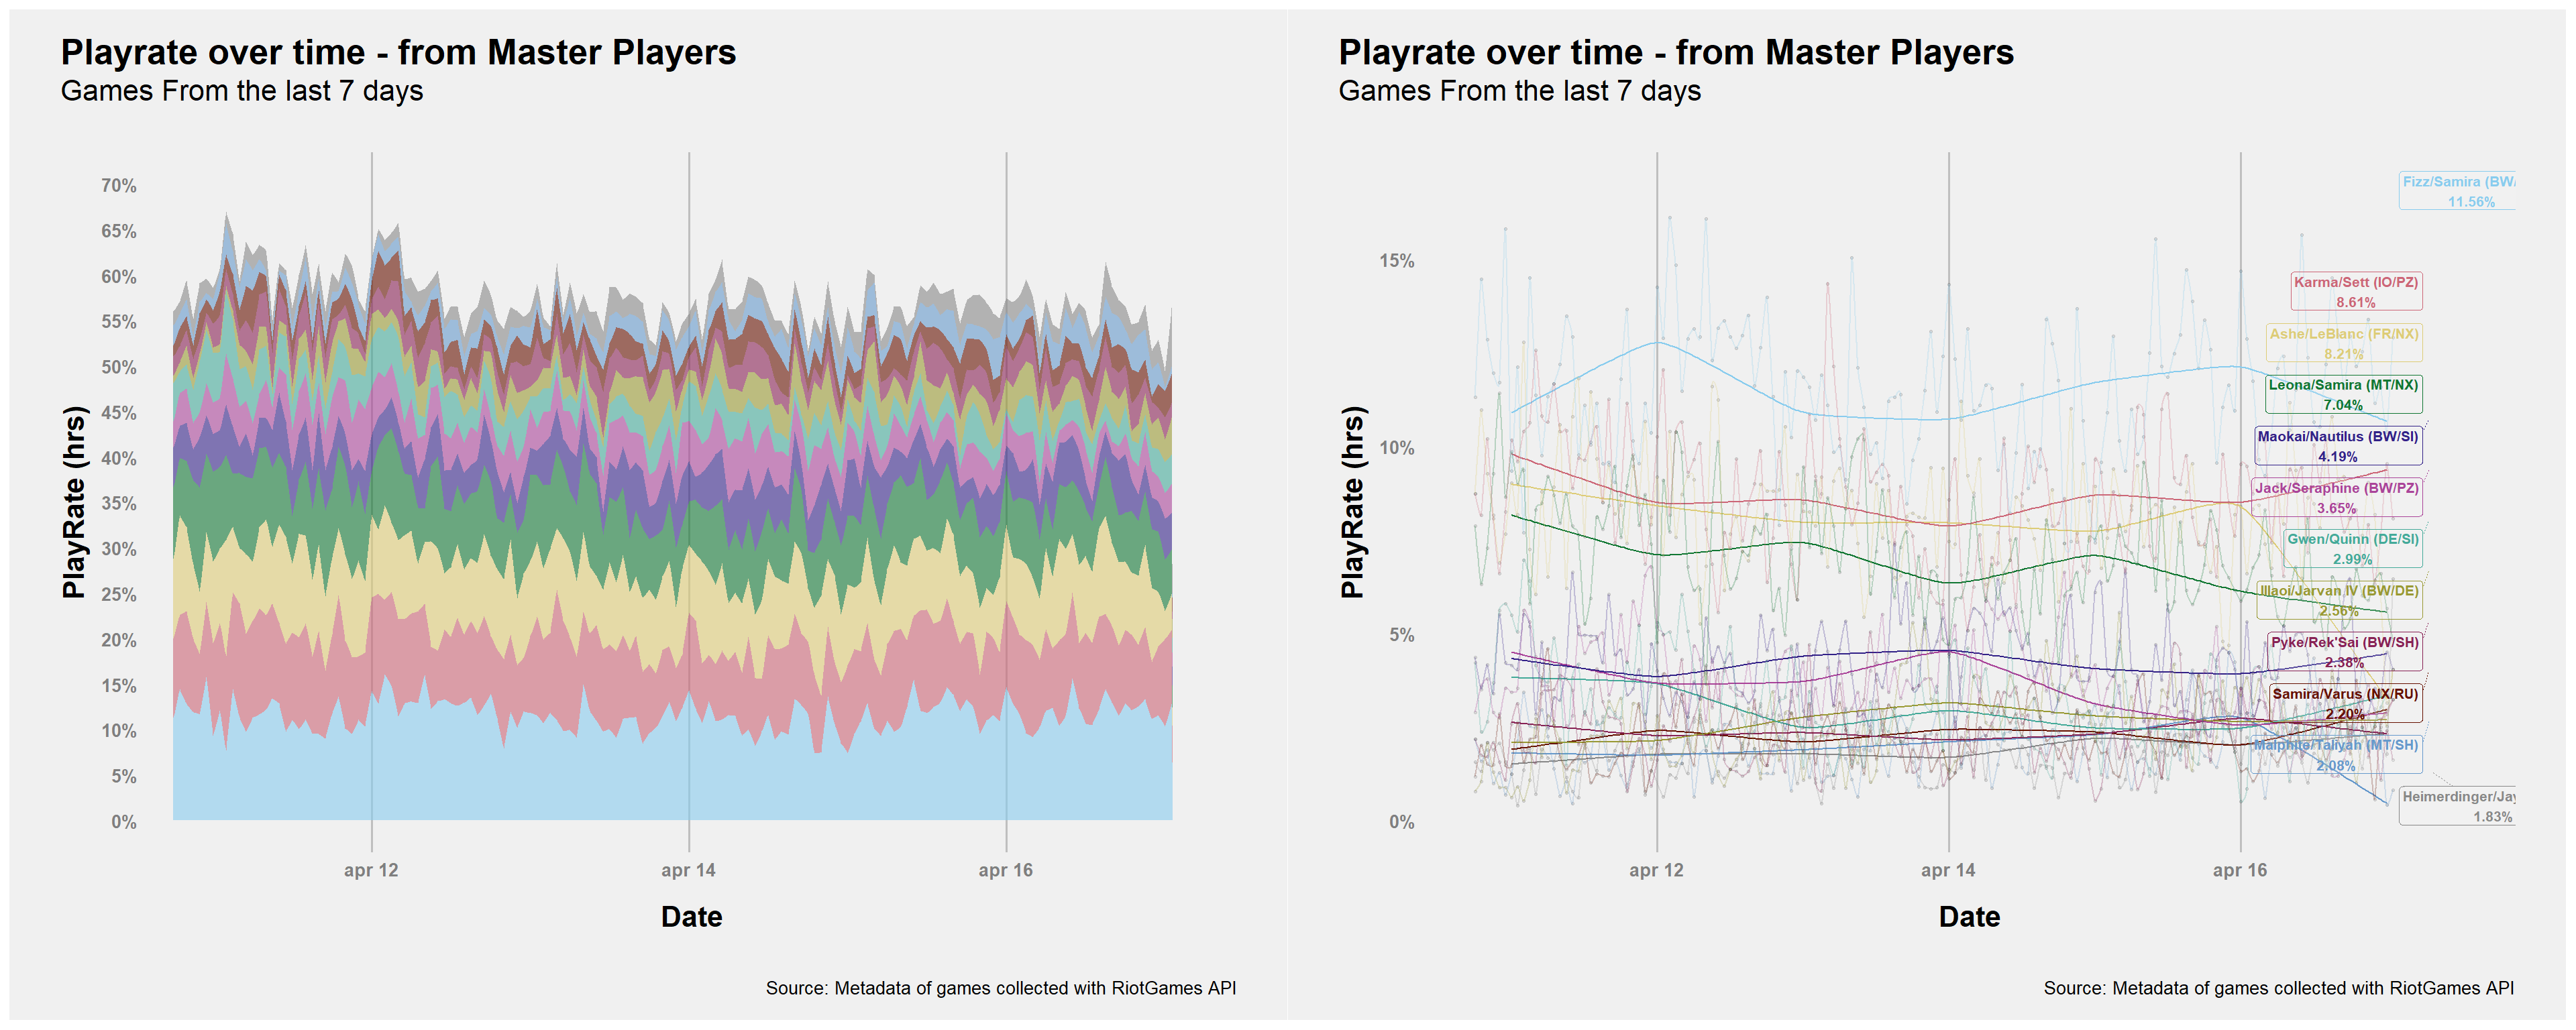 Playrate over time - from Master Players
Games From the last 7 days
PlayRate (hrs)
70%
65%
60%
55%
50%
45%
40%
35%
30%
25%
20%
15%
10%
5%
0%
apr 12
apr 14
apr 16
Date
Source: Metadata of games collected with RiotGames API
Playrate over time - from Master Players
Games From the last 7 days
PlayRate (hrs)
15%
10%
5%
0%
Fizz/Samira (BW/
11.56%
Karma/Sett (IO/PZ)
8.61%
Ashe/LeBlanc (FR/NX)
8.21%
Leona/Samira (MT/NX)
7.04%
Maokai/Nautilus (BW/SI)
4.19%
Jack/Seraphine (BW/PZ)
3.65%
Gwen/Quinn (DE/SI)
2.99%
Illaoi/Jarvan IV (BW/DE)
2.56%
Pyke/Rek'Sai (BW/SH)
2.38%
Samira/Varus (NX/RU)
2.20%
Malphite/Taliyah (MT/SH)
2.08%
Heimerdinger/Jay
1.83%
apr 12
apr 14
apr 16
Date
Source: Metadata of games collected with RiotGames API